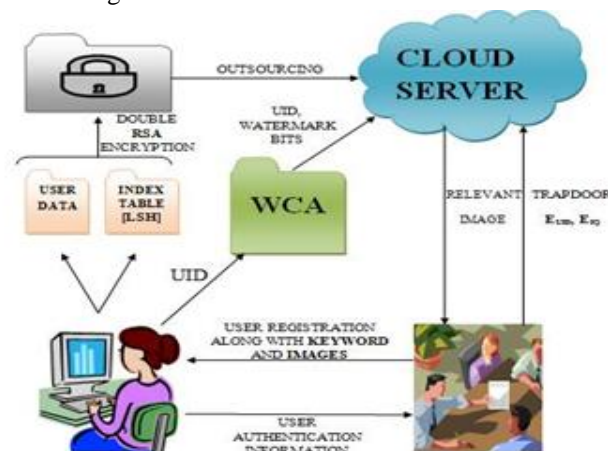 CLOUD
SERVER
OUTSOURCING
DOUBLE
RSA
ENCRYPTION
UID,
WATERMARK
BITS
USER
DATA
INDEX
TABLE
[LSH]
WCA
RELEVANT
IMAGE
TRAPDOOR
UID
USER REGISTRATION
ALONG WITH KEYWORD
AND IMAGES
USER
AUTHENTICATION
INFORMATION